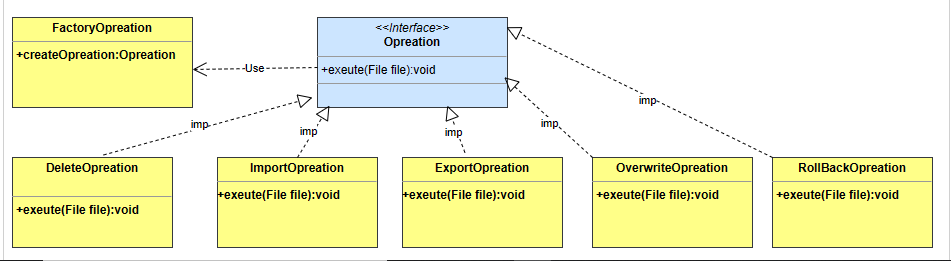 FactoryOpreation
+createOpreation:Opreation
<<Interface>>
Opreation
+exeute(File file):void
Use
imp
imp
imp
imp
imp
DeleteOpreation
+exeute(File file):void
ImportOpreation
+exeute(File file):void
ExportOpreation
+exeute(File file):void
OverwriteOpreation
+exeute(File file):void
RollBackOpreation
+exeute(File file):void